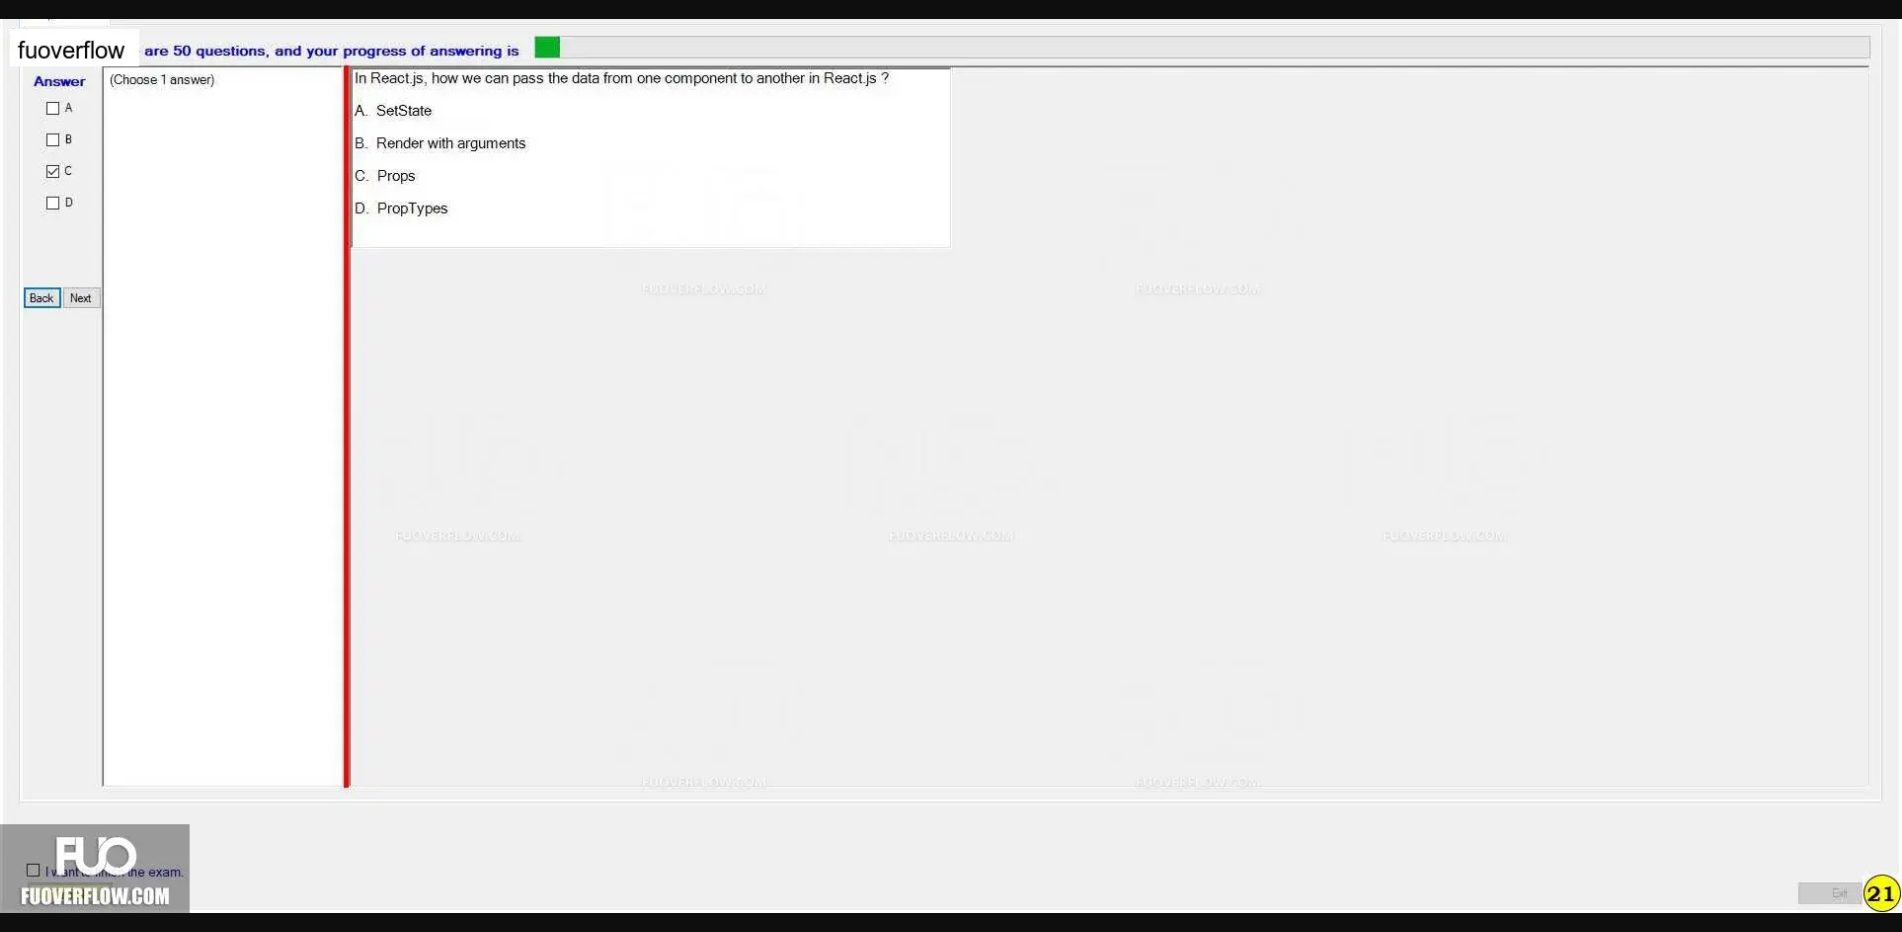 fuoverflow are 50 questions, and your progress of answering is
Answer
(Choose 1 answer)
A
B
C
D
Back Next
In React.js, how we can pass the data from one component to another in React.js ?
A. SetState
B. Render with arguments
C. Props
D. PropTypes
FUOVERFLOW.COM FUOVERFLOW.COM
FUOVERFLOW.COM FUOVERFLOW.COM FUOVERFLOW.COM
FUOVERFLOW.COM FUOVERFLOW.COM
FUO
I want the exam.
FUOVERFLOW.COM
Exit 21